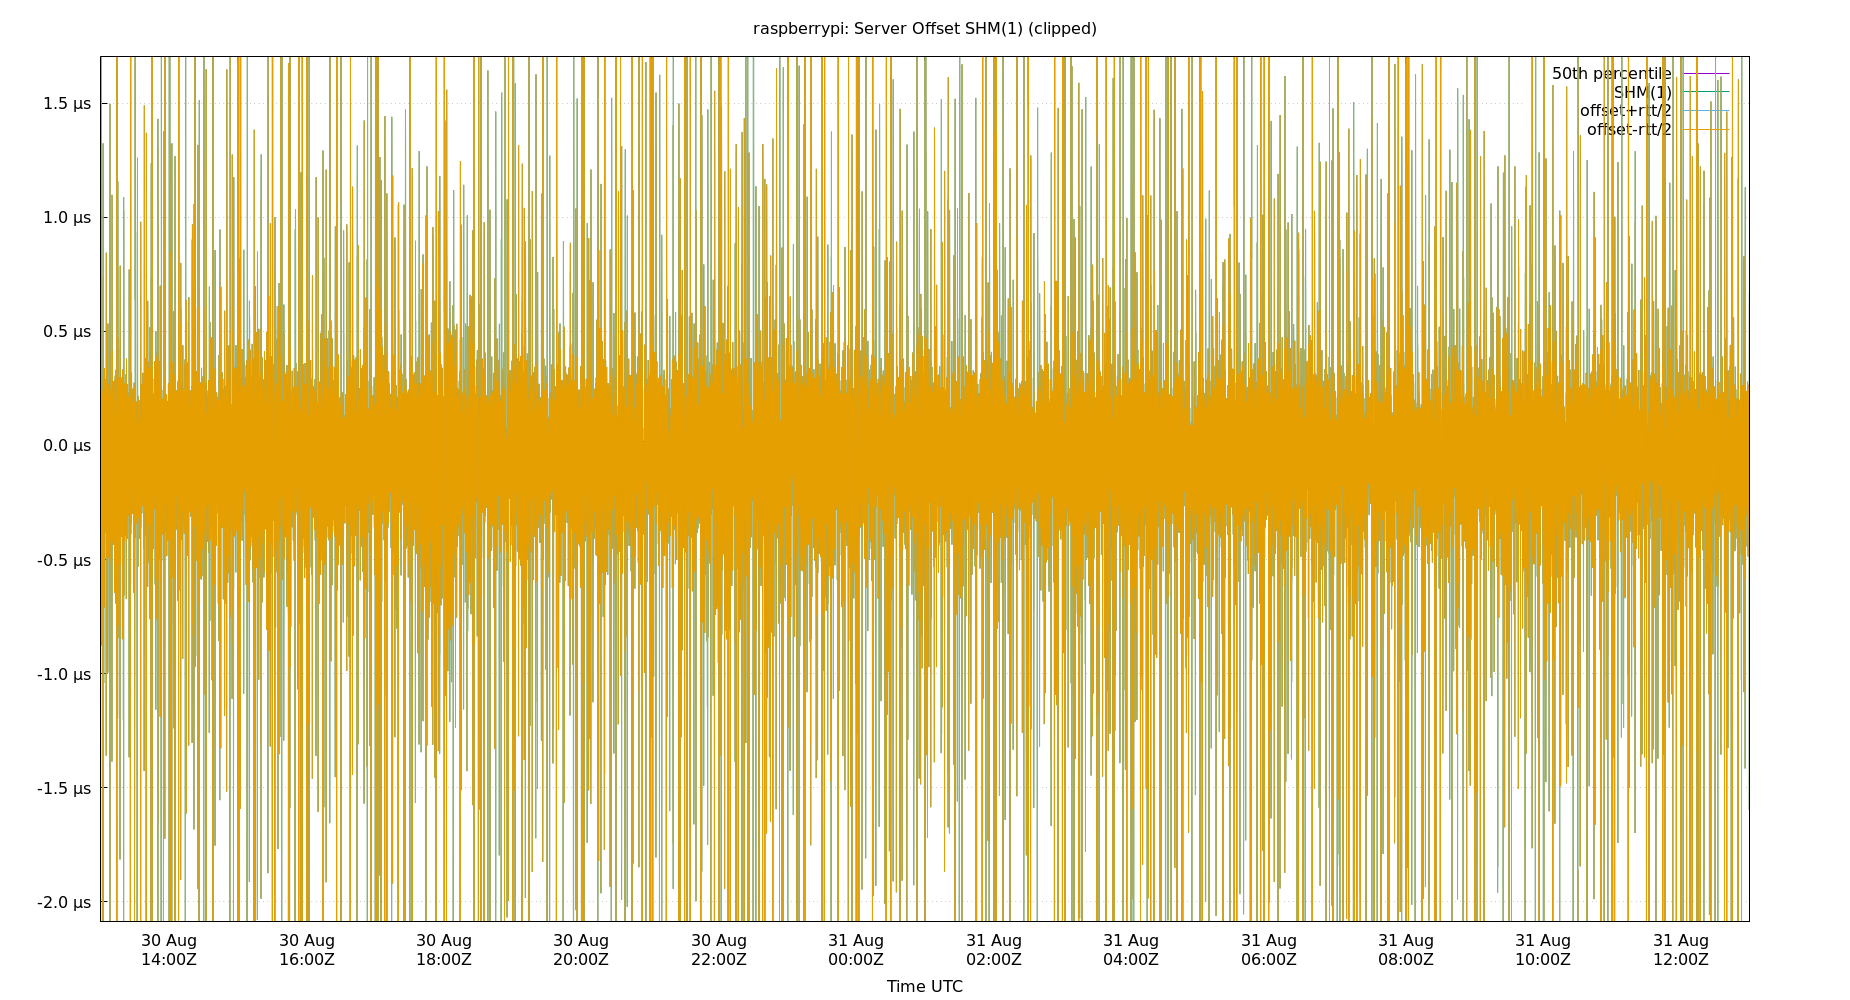 raspberrypi: Server Offset SHM(1) (clipped)
50th percentile
SHM(1)
offset+rtt/2
offset-rtt/2
1.5 µs
1.0 µs
0.5 µs
0.0 µs
-0.5 µs
-1.0 µs
-1.5 µs
-2.0 µs
30 Aug 30 Aug 30 Aug 30 Aug 30 Aug 31 Aug 31 Aug 31 Aug 31 Aug 31 Aug 31 Aug 31 Aug
14:00Z 16:00Z 18:00Z 20:00Z 22:00Z 00:00Z 02:00Z 04:00Z 06:00Z 08:00Z 10:00Z 12:00Z
Time UTC